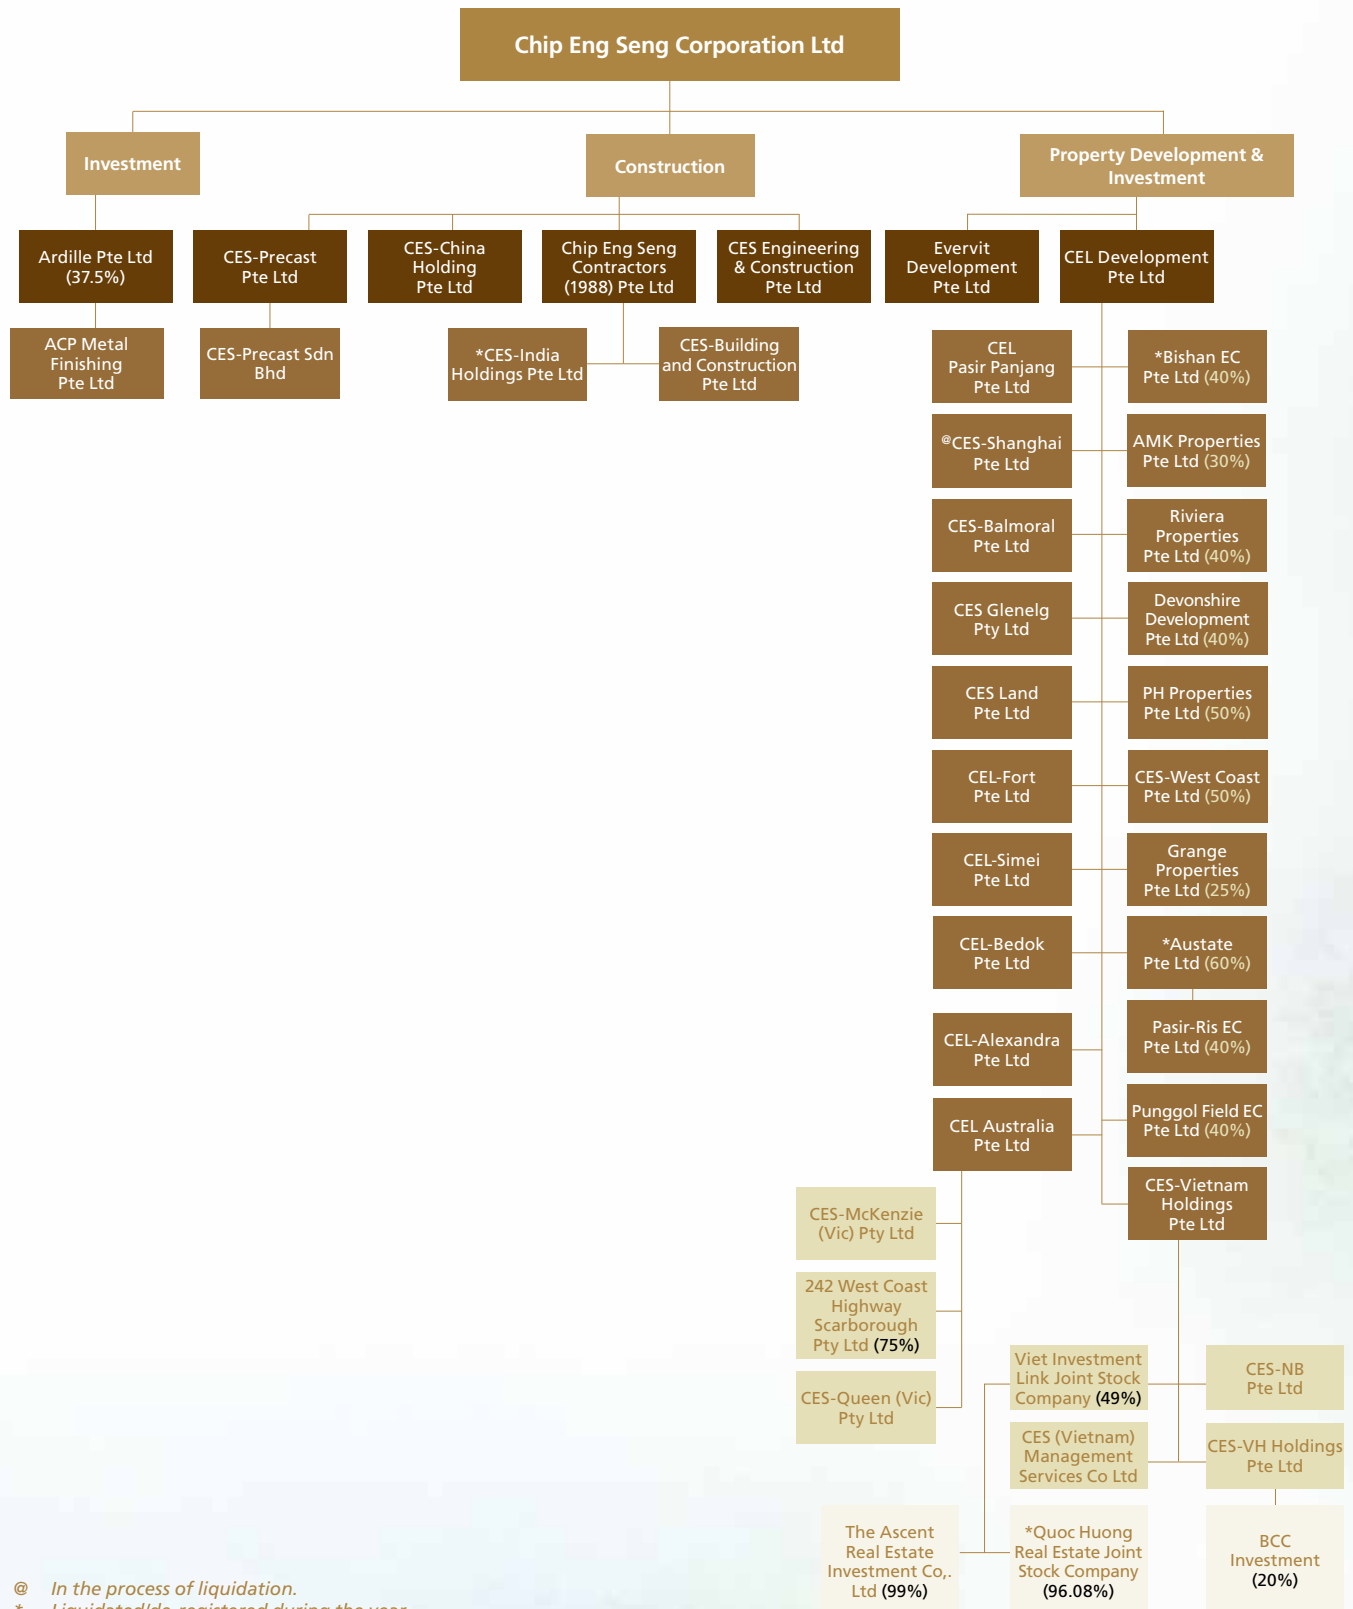 Chip Eng Seng Corporation Ltd
Investment
Construction
Property Development &
Investment
Ardille Pte Ltd
(37.5%)
CES-Precast
Pte Ltd
CES-China
Holding
Pte Ltd
Chip Eng Seng
Contractors
(1988) Pte Ltd
CES Engineering
& Construction
Pte Ltd
Evervit
Development
Pte Ltd
CEL Development
Pte Ltd
ACP Metal
Finishing
Pte Ltd
CES-Precast Sdn
Bhd
*CES-India
Holdings Pte Ltd
CES-Building
and Construction
Pte Ltd
CEL
Pasir Panjang
Pte Ltd
*Bishan EC
Pte Ltd (40%)
@CES-Shanghai
Pte Ltd
AMK Properties
Pte Ltd (30%)
CES-Balmoral
Pte Ltd
Riviera
Properties
Pte Ltd (40%)
CES Glenelg
Pty Ltd
Devonshire
Development
Pte Ltd (40%)
CES Land
Pte Ltd
PH Properties
Pte Ltd (50%)
CEL-Fort
Pte Ltd
CES-West Coast
Pte Ltd (50%)
CEL-Simei
Pte Ltd
Grange
Properties
Pte Ltd (25%)
CEL-Bedok
Pte Ltd
*Austate
Pte Ltd (60%)
CEL-Alexandra
Pte Ltd
Pasir-Ris EC
Pte Ltd (40%)
CEL Australia
Pte Ltd
Punggol Field EC
Pte Ltd (40%)
CES-Vietnam
Holdings
Pte Ltd
CES-McKenzie
(Vic) Pty Ltd
242 West Coast
Highway
Scarborough
Pty Ltd (75%)
CES-Queen (Vic)
Pty Ltd
Viet Investment
Link Joint Stock
Company (49%)
CES-NB
Pte Ltd
CES (Vietnam)
Management
Services Co Ltd
CES-VH Holdings
Pte Ltd
The Ascent
Real Estate
Investment Co,.
Ltd (99%)
*Quoc Huong
Real Estate Joint
Stock Company
(96.08%)
BCC
Investment
(20%)
@ In the process of liquidation.
* Liquidated/de-registered during the year.